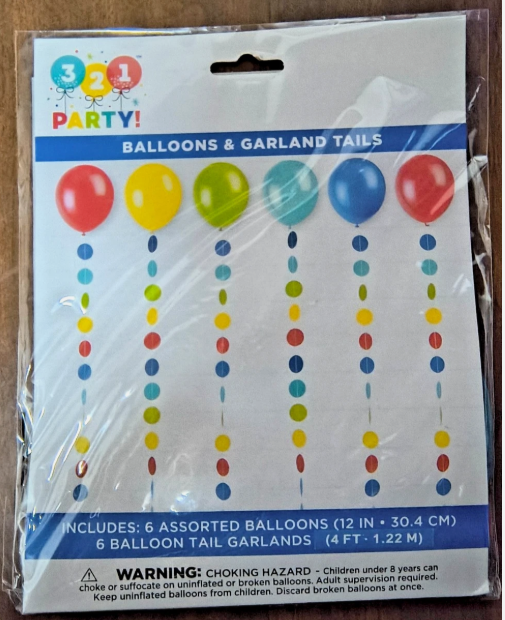 3 2 1
PARTY!
BALLOONS & GARLAND TAILS
INCLUDES: 6 ASSORTED BALLOONS (12 IN • 30.4 CM)
6 BALLOON TAIL GARLANDS (4 FT · 1.22 M)
WARNING: CHOKING HAZARD - Children under 8 years can
choke or suffocate on uninflated or broken balloons. Adult supervision required.
Keep uninflated balloons from children. Discard broken balloons at once.